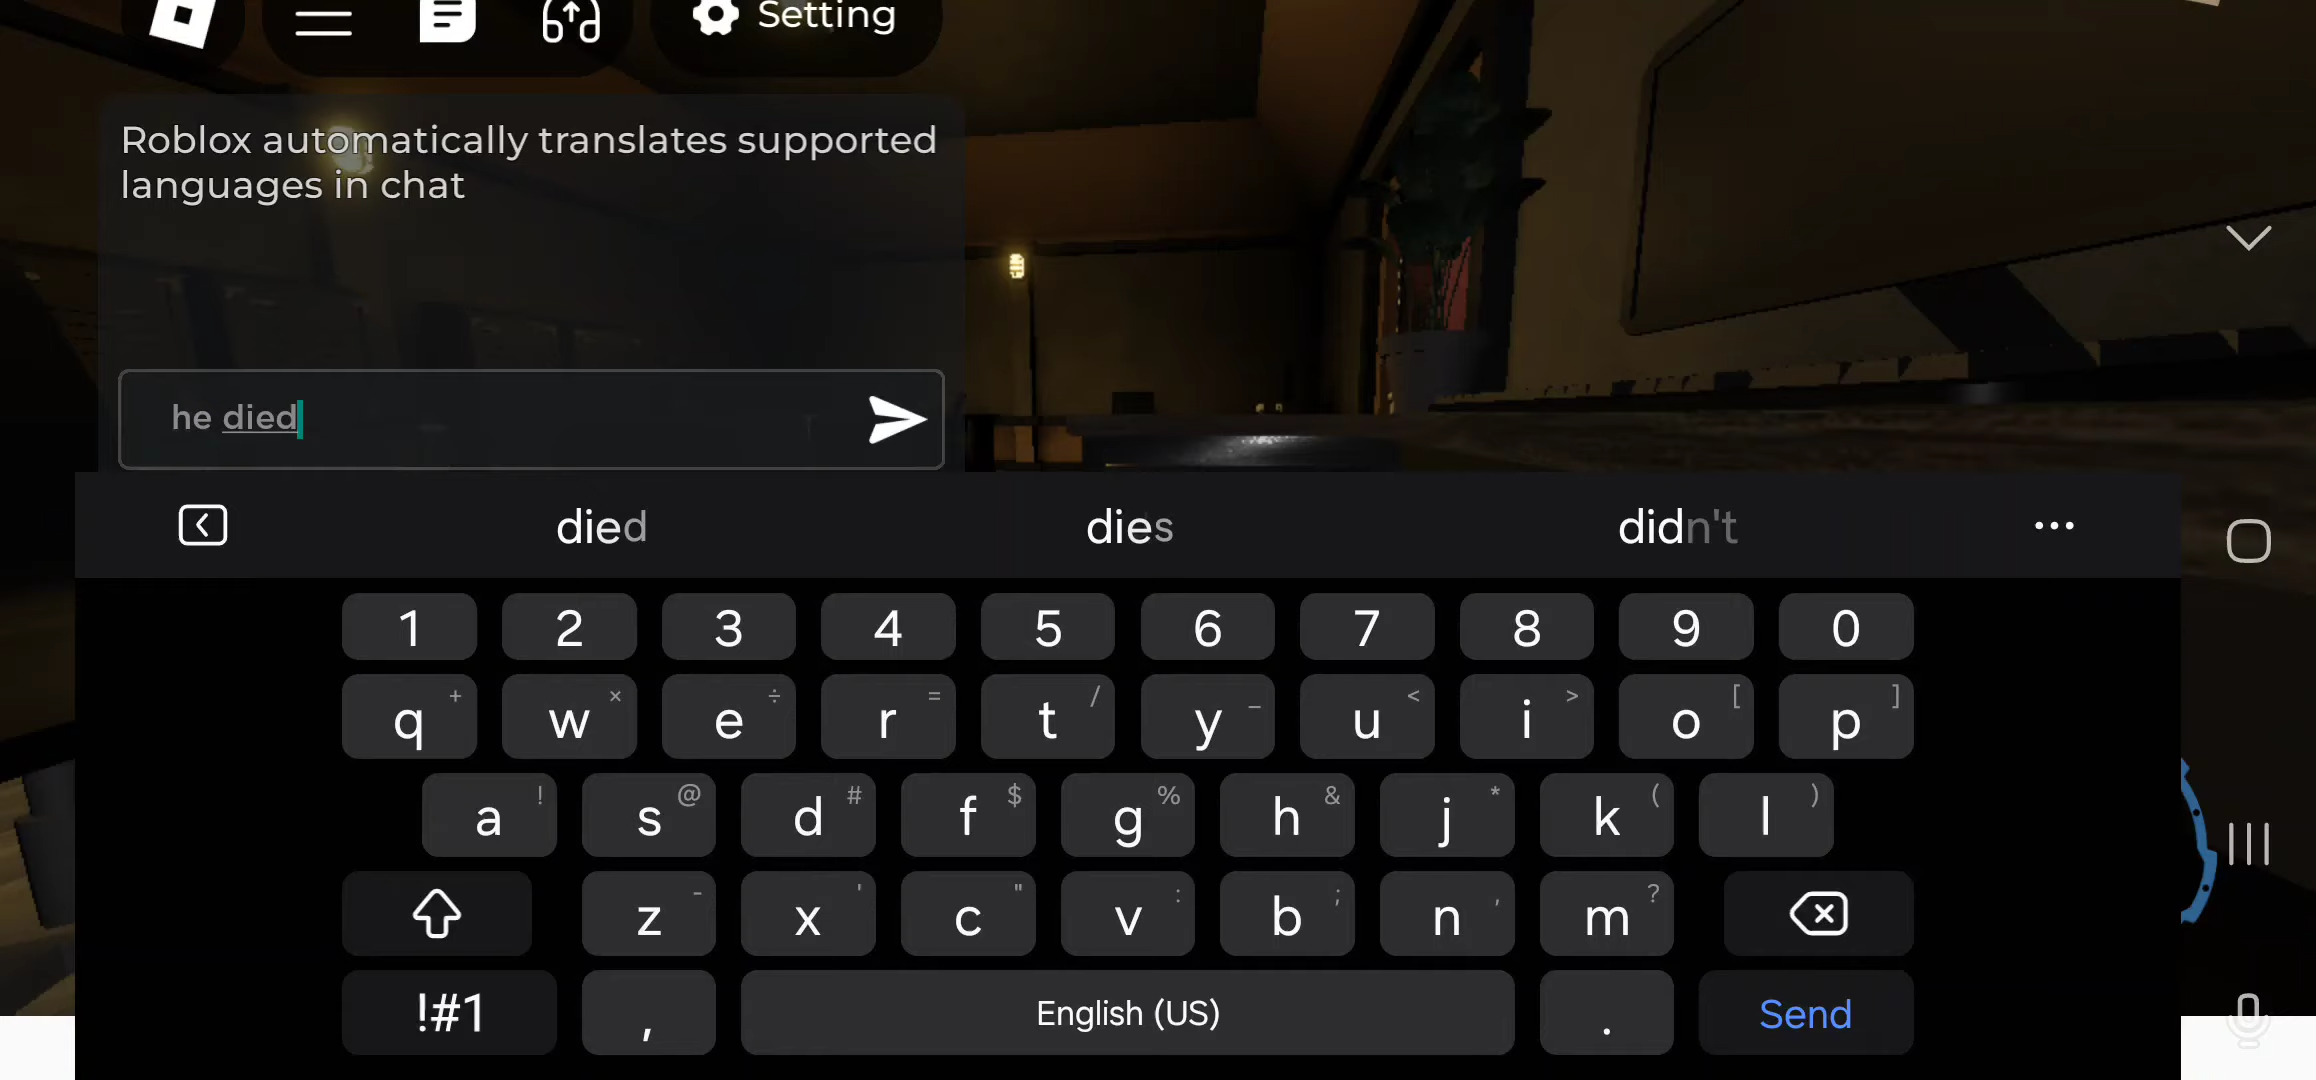 Setting
Roblox automatically translates supported
languages in chat
he died
died dies didn't ...
1 2 3 4 5 6 7 8 9 0
+ × ÷ = / _ < > [ ]
q w e r t y u i o p
! @ # $ % & * ( )
a s d f g h j k l
- ' " : ; , ?
z x c v b n m
!#1 , English (US) . Send